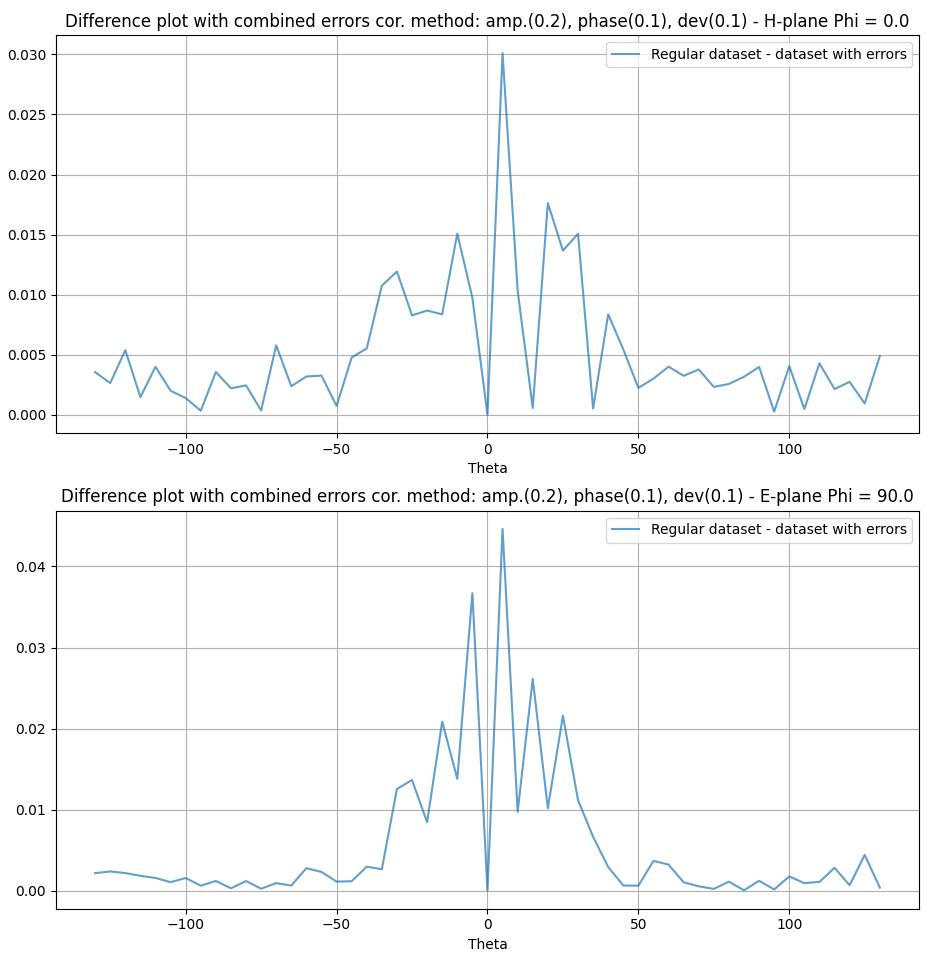 Difference plot with combined errors cor. method: amp.(0.2), phase(0.1), dev(0.1) - H-plane Phi = 0.0
Regular dataset - dataset with errors
0.030
0.025
0.020
0.015
0.010
0.005
0.000
−100 −50 0 50 100
Theta
Difference plot with combined errors cor. method: amp.(0.2), phase(0.1), dev(0.1) - E-plane Phi = 90.0
Regular dataset - dataset with errors
0.04
0.03
0.02
0.01
0.00
−100 −50 0 50 100
Theta